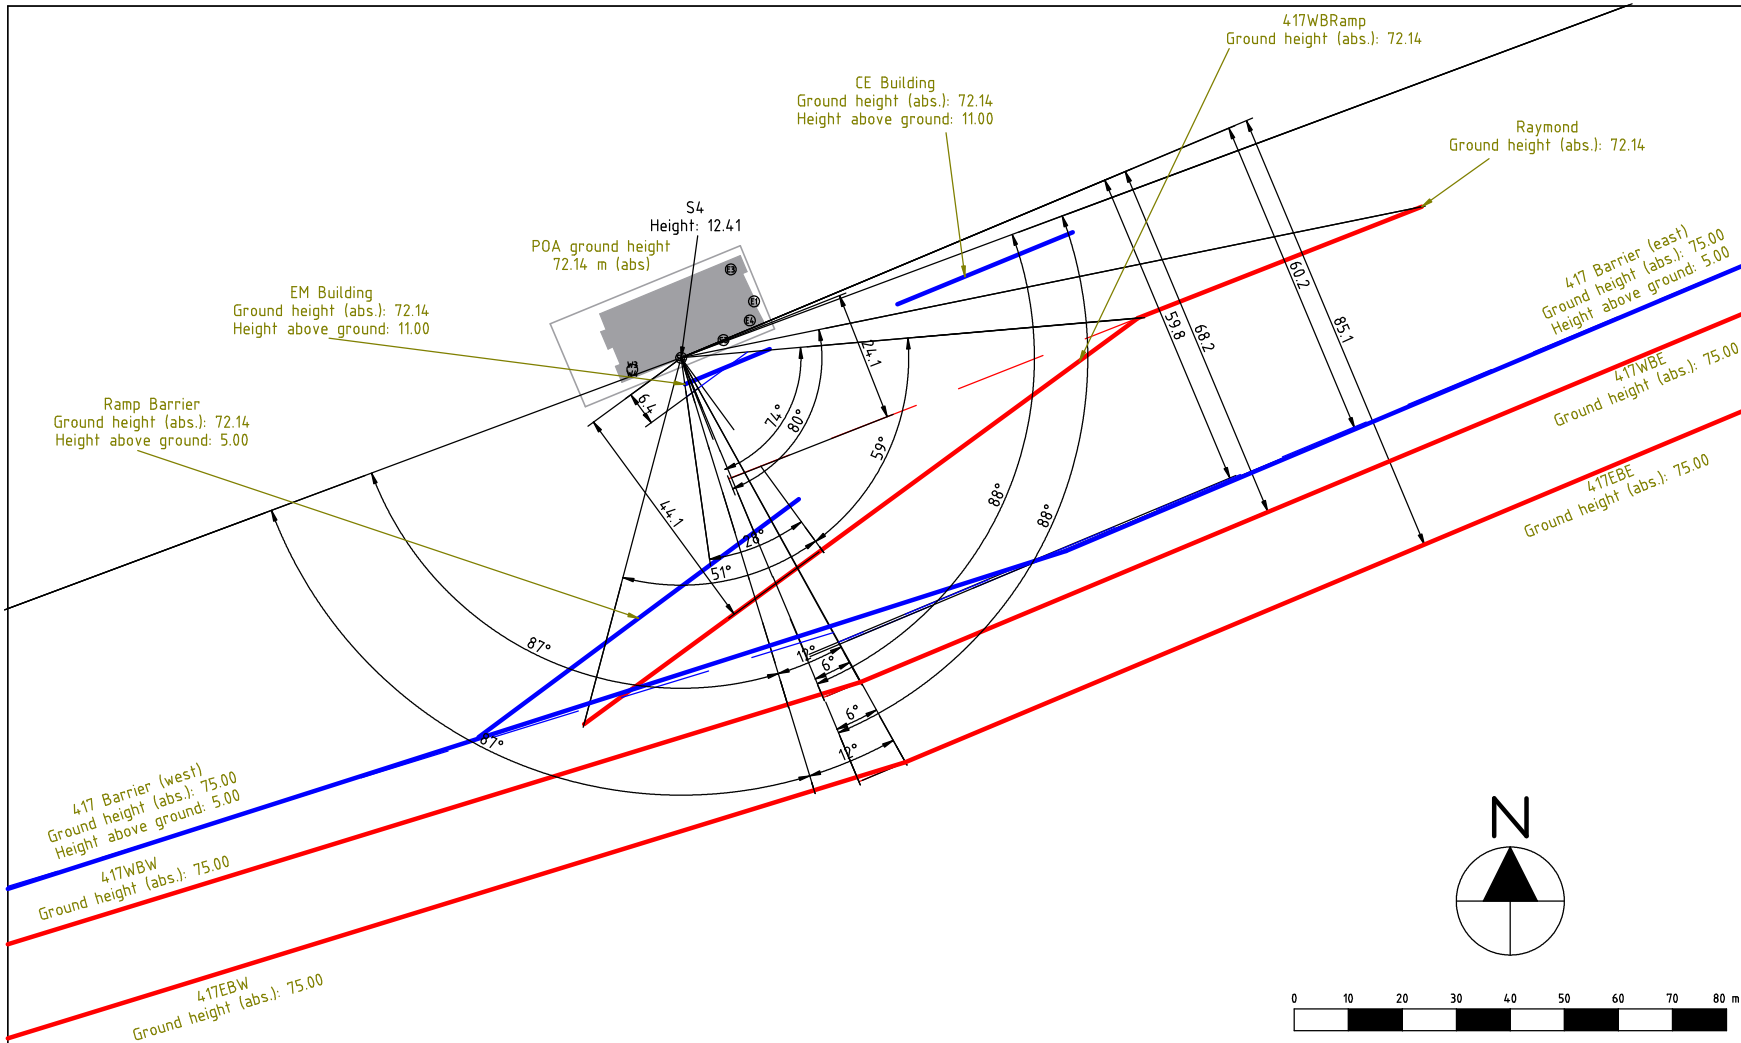 417WBRamp
Ground height (abs.): 72.14
CE Building
Ground height (abs.): 72.14
Height above ground: 11.00
Raymond
Ground height (abs.): 72.14
S4
Height: 12.41
POA ground height
72.14 m (abs)
E3
E1
E4
EM Building
Ground height (abs.): 72.14
Height above ground: 11.00
Ramp Barrier
Ground height (abs.): 72.14
Height above ground: 5.00
417 Barrier (east)
Ground height (abs.): 75.00
Height above ground: 5.00
417WBE
Ground height (abs.): 75.00
417EBE
Ground height (abs.): 75.00
60.2
59.8
68.2
85.1
24.1
6.4
44.1
74°
80°
59°
88°
88°
28°
51°
87°
12°
6°
87°
6°
12°
417 Barrier (west)
Ground height (abs.): 75.00
Height above ground: 5.00
417WBW
Ground height (abs.): 75.00
417EBW
Ground height (abs.): 75.00
N
0 10 20 30 40 50 60 70 80 m